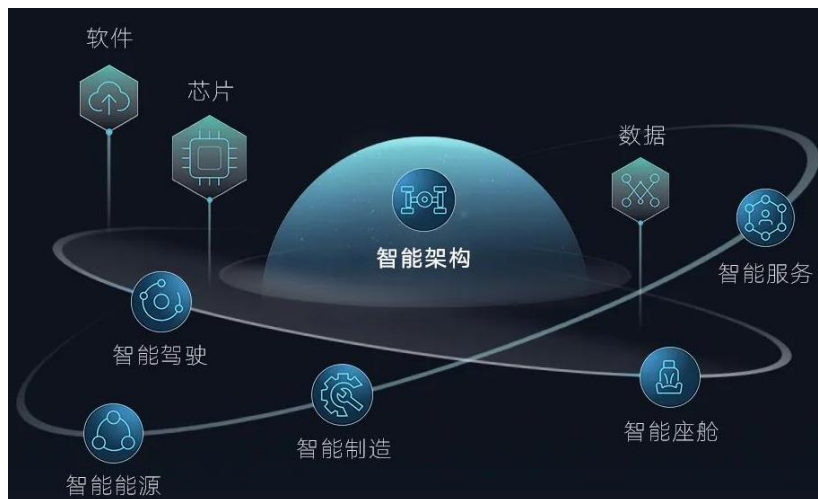 软件
芯片
数据
智能架构
智能服务
智能驾驶
智能座舱
智能制造
智能能源